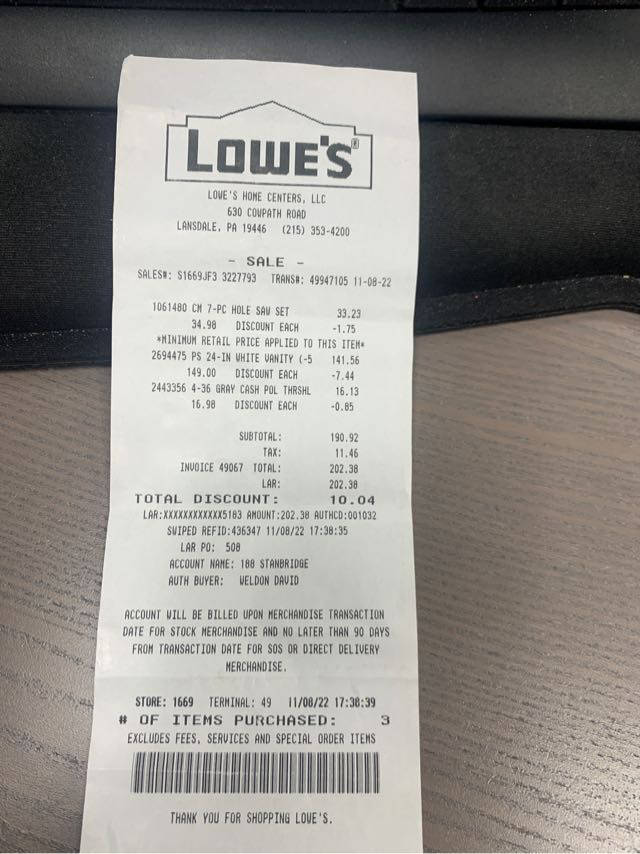 LOWE'S®
LOWE'S HOME CENTERS, LLC
630 COWPATH ROAD
LANSDALE, PA 19446 (215) 353-4200
- SALE -
SALES#: S1669JF3 3227793 TRANS#: 49947105 11-08-22
1061480 CM 7-PC HOLE SAW SET 33.23
34.98 DISCOUNT EACH -1.75
*MINIMUM RETAIL PRICE APPLIED TO THIS ITEM*
2694475 PS 24-IN WHITE VANITY (-5 141.56
149.00 DISCOUNT EACH -7.44
2443356 4-36 GRAY CASH POL THRSHL 16.13
16.98 DISCOUNT EACH -0.85
SUBTOTAL: 190.92
TAX: 11.46
INVOICE 49067 TOTAL: 202.38
LAR: 202.38
TOTAL DISCOUNT: 10.04
LAR:XXXXXXXXXXXX5183 AMOUNT:202.38 AUTHCD:001032
SWIPED REFID:436347 11/08/22 17:38:35
LAR PO: 508
ACCOUNT NAME: 188 STANBRIDGE
AUTH BUYER: WELDON DAVID
ACCOUNT WILL BE BILLED UPON MERCHANDISE TRANSACTION
DATE FOR STOCK MERCHANDISE AND NO LATER THAN 90 DAYS
FROM TRANSACTION DATE FOR SOS OR DIRECT DELIVERY
MERCHANDISE.
STORE: 1669 TERMINAL: 49 11/08/22 17:38:39
# OF ITEMS PURCHASED: 3
EXCLUDES FEES, SERVICES AND SPECIAL ORDER ITEMS
THANK YOU FOR SHOPPING LOWE'S.